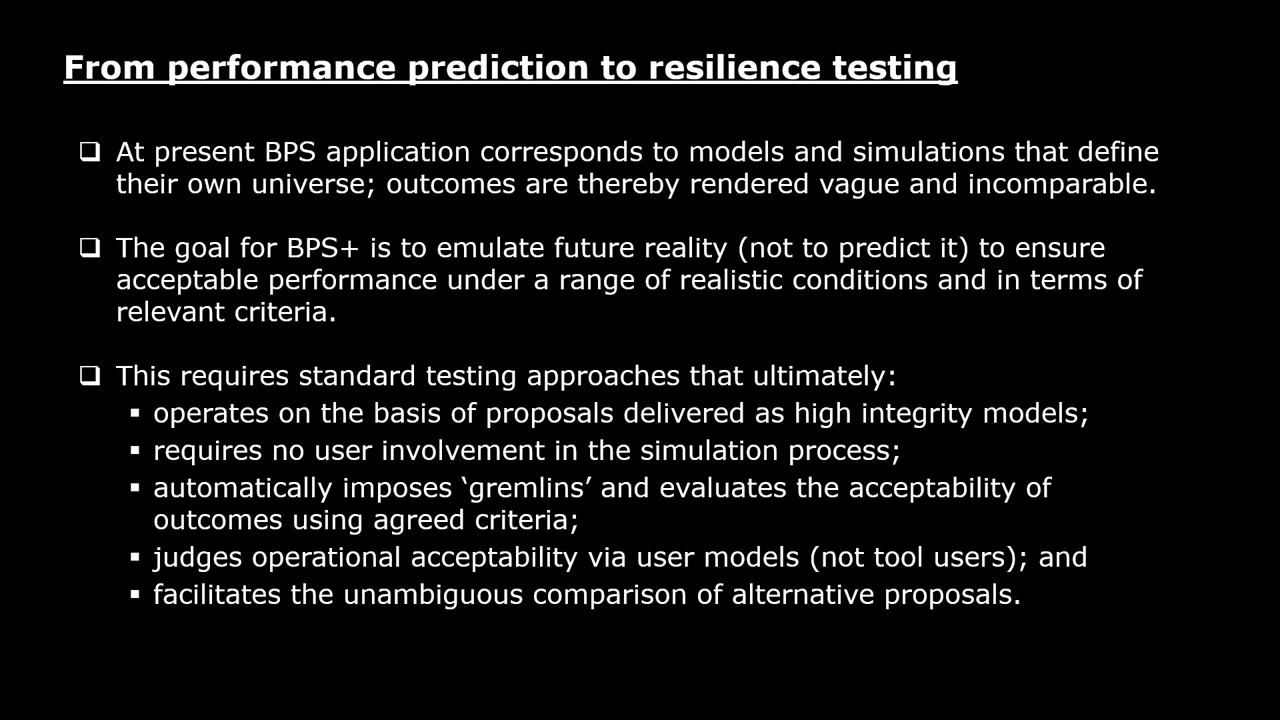 From performance prediction to resilience testing
❑ At present BPS application corresponds to models and simulations that define
their own universe; outcomes are thereby rendered vague and incomparable.
❑ The goal for BPS+ is to emulate future reality (not to predict it) to ensure
acceptable performance under a range of realistic conditions and in terms of
relevant criteria.
❑ This requires standard testing approaches that ultimately:
▪ operates on the basis of proposals delivered as high integrity models;
▪ requires no user involvement in the simulation process;
▪ automatically imposes ‘gremlins’ and evaluates the acceptability of
outcomes using agreed criteria;
▪ judges operational acceptability via user models (not tool users); and
▪ facilitates the unambiguous comparison of alternative proposals.